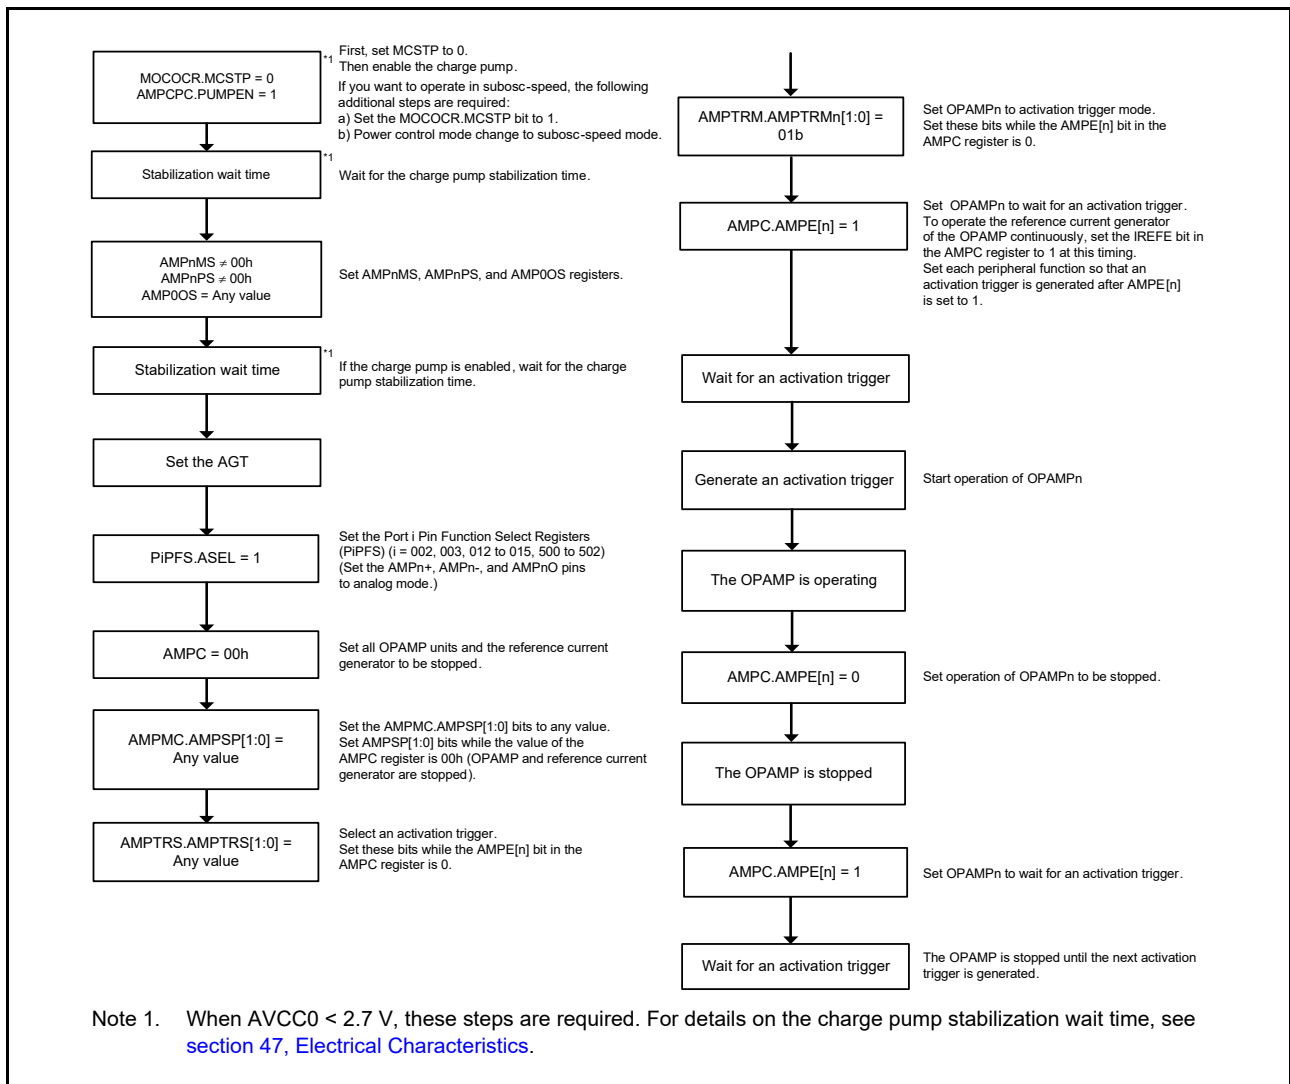 MOCOCR.MCSTP = 0
AMPCPC.PUMPEN = 1
*1
First, set MCSTP to 0.
Then enable the charge pump.
If you want to operate in subosc-speed, the following
additional steps are required:
a) Set the MOCOCR.MCSTP bit to 1.
b) Power control mode change to subosc-speed mode.
Stabilization wait time
*1
Wait for the charge pump stabilization time.
AMPnMS ≠ 00h
AMPnPS ≠ 00h
AMP0OS = Any value
Set AMPnMS, AMPnPS, and AMP0OS registers.
Stabilization wait time
*1
If the charge pump is enabled, wait for the charge
pump stabilization time.
Set the AGT
PiPFS.ASEL = 1
Set the Port i Pin Function Select Registers
(PiPFS) (i = 002, 003, 012 to 015, 500 to 502)
(Set the AMPn+, AMPn-, and AMPnO pins
to analog mode.)
AMPC = 00h
Set all OPAMP units and the reference current
generator to be stopped.
AMPMC.AMPSP[1:0] =
Any value
Set the AMPMC.AMPSP[1:0] bits to any value.
Set AMPSP[1:0] bits while the value of the
AMPC register is 00h (OPAMP and reference current
generator are stopped).
AMPTRS.AMPTRS[1:0] =
Any value
Select an activation trigger.
Set these bits while the AMPE[n] bit in the
AMPC register is 0.
AMPTRM.AMPTRMn[1:0] =
01b
Set OPAMPn to activation trigger mode.
Set these bits while the AMPE[n] bit in the
AMPC register is 0.
AMPC.AMPE[n] = 1
Set OPAMPn to wait for an activation trigger.
To operate the reference current generator
of the OPAMP continuously, set the IREFE bit in
the AMPC register to 1 at this timing.
Set each peripheral function so that an
activation trigger is generated after AMPE[n]
is set to 1.
Wait for an activation trigger
Generate an activation trigger
Start operation of OPAMPn
The OPAMP is operating
AMPC.AMPE[n] = 0
Set operation of OPAMPn to be stopped.
The OPAMP is stopped
AMPC.AMPE[n] = 1
Set OPAMPn to wait for an activation trigger.
Wait for an activation trigger
The OPAMP is stopped until the next activation
trigger is generated.
Note 1. When AVCC0 < 2.7 V, these steps are required. For details on the charge pump stabilization wait time, see
section 47, Electrical Characteristics.